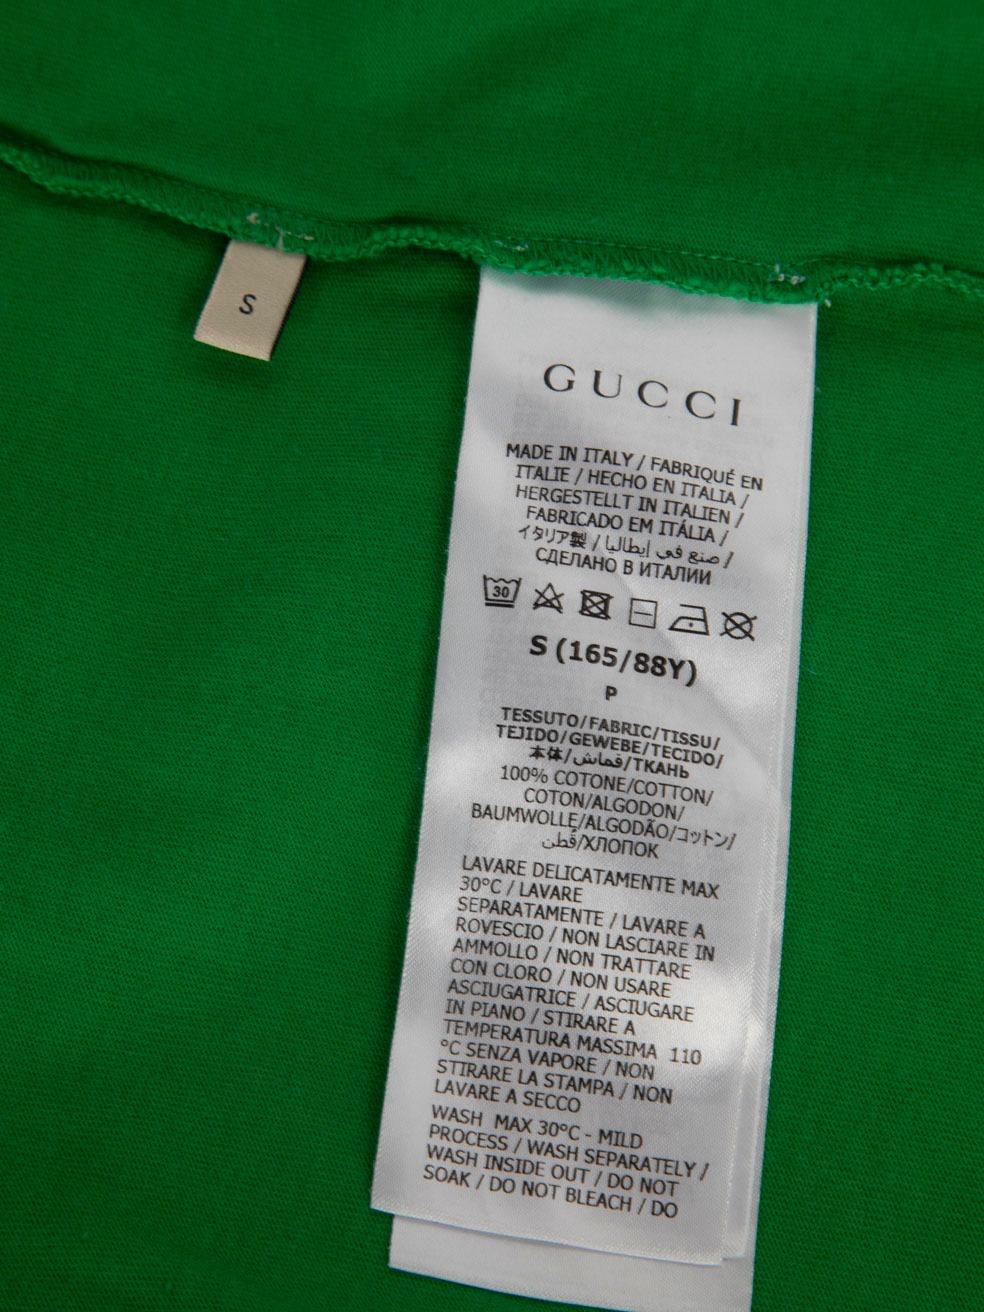 S
GUCCI
MADE IN ITALY / FABRIQUÉ EN
ITALIE / HECHO EN ITALIA /
HERGESTELLT IN ITALIEN /
FABRICADO EM ITÁLIA /
イタリア製 / صنع في إيطاليا /
СДЕЛАНО В ИТАЛИИ
30
S (165/88Y)
P
TESSUTO/FABRIC/TISSU/
TEJIDO/GEWEBE/TECIDO/
本体/قماش/ТКАНЬ
100% COTONE/COTTON/
COTON/ALGODON/
BAUMWOLLE/ALGODÃO/コットン/
قطن/ХЛОПОК
LAVARE DELICATAMENTE MAX
30°C / LAVARE
SEPARATAMENTE / LAVARE A
ROVESCIO / NON LASCIARE IN
AMMOLLO / NON TRATTARE
CON CLORO / NON USARE
ASCIUGATRICE / ASCIUGARE
IN PIANO / STIRARE A
TEMPERATURA MASSIMA 110
°C SENZA VAPORE / NON
STIRARE LA STAMPA / NON
LAVARE A SECCO
WASH MAX 30°C - MILD
PROCESS / WASH SEPARATELY /
WASH INSIDE OUT / DO NOT
SOAK / DO NOT BLEACH / DO